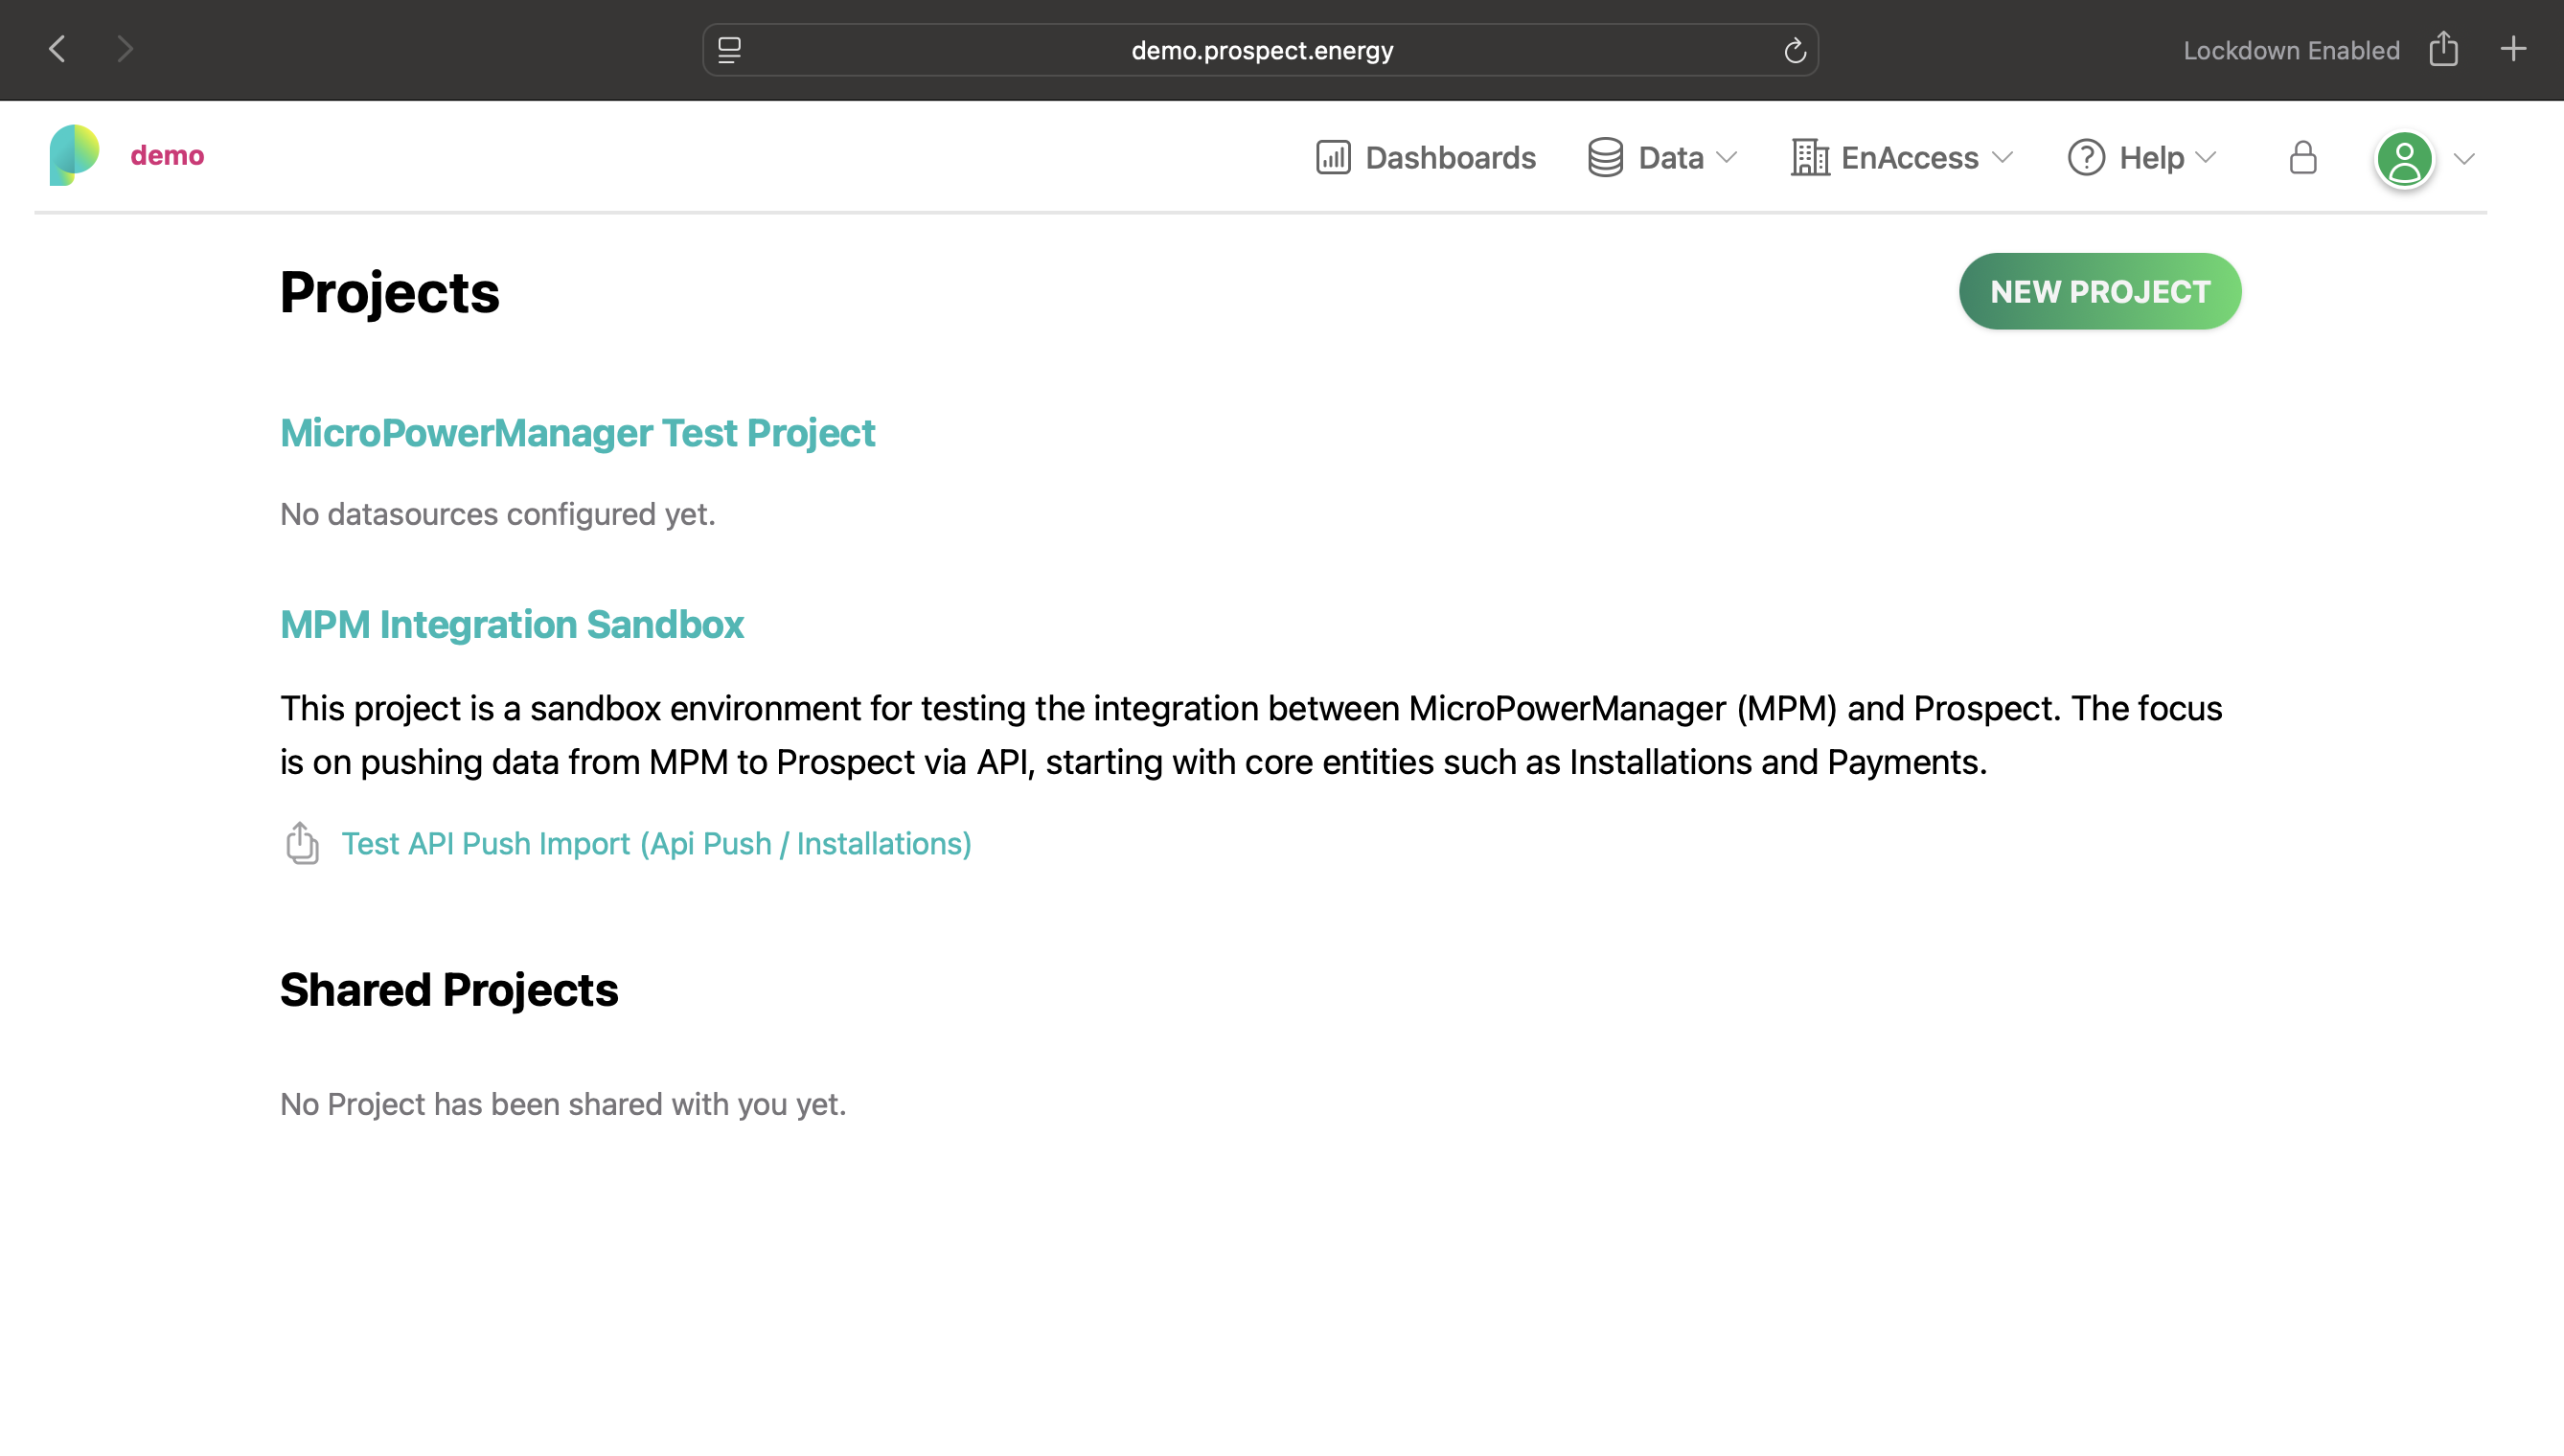 demo.prospect.energy
Lockdown Enabled
demo
Dashboards
Data
EnAccess
Help
Projects
NEW PROJECT
MicroPowerManager Test Project
No datasources configured yet.
MPM Integration Sandbox
This project is a sandbox environment for testing the integration between MicroPowerManager (MPM) and Prospect. The focus
is on pushing data from MPM to Prospect via API, starting with core entities such as Installations and Payments.
Test API Push Import (Api Push / Installations)
Shared Projects
No Project has been shared with you yet.